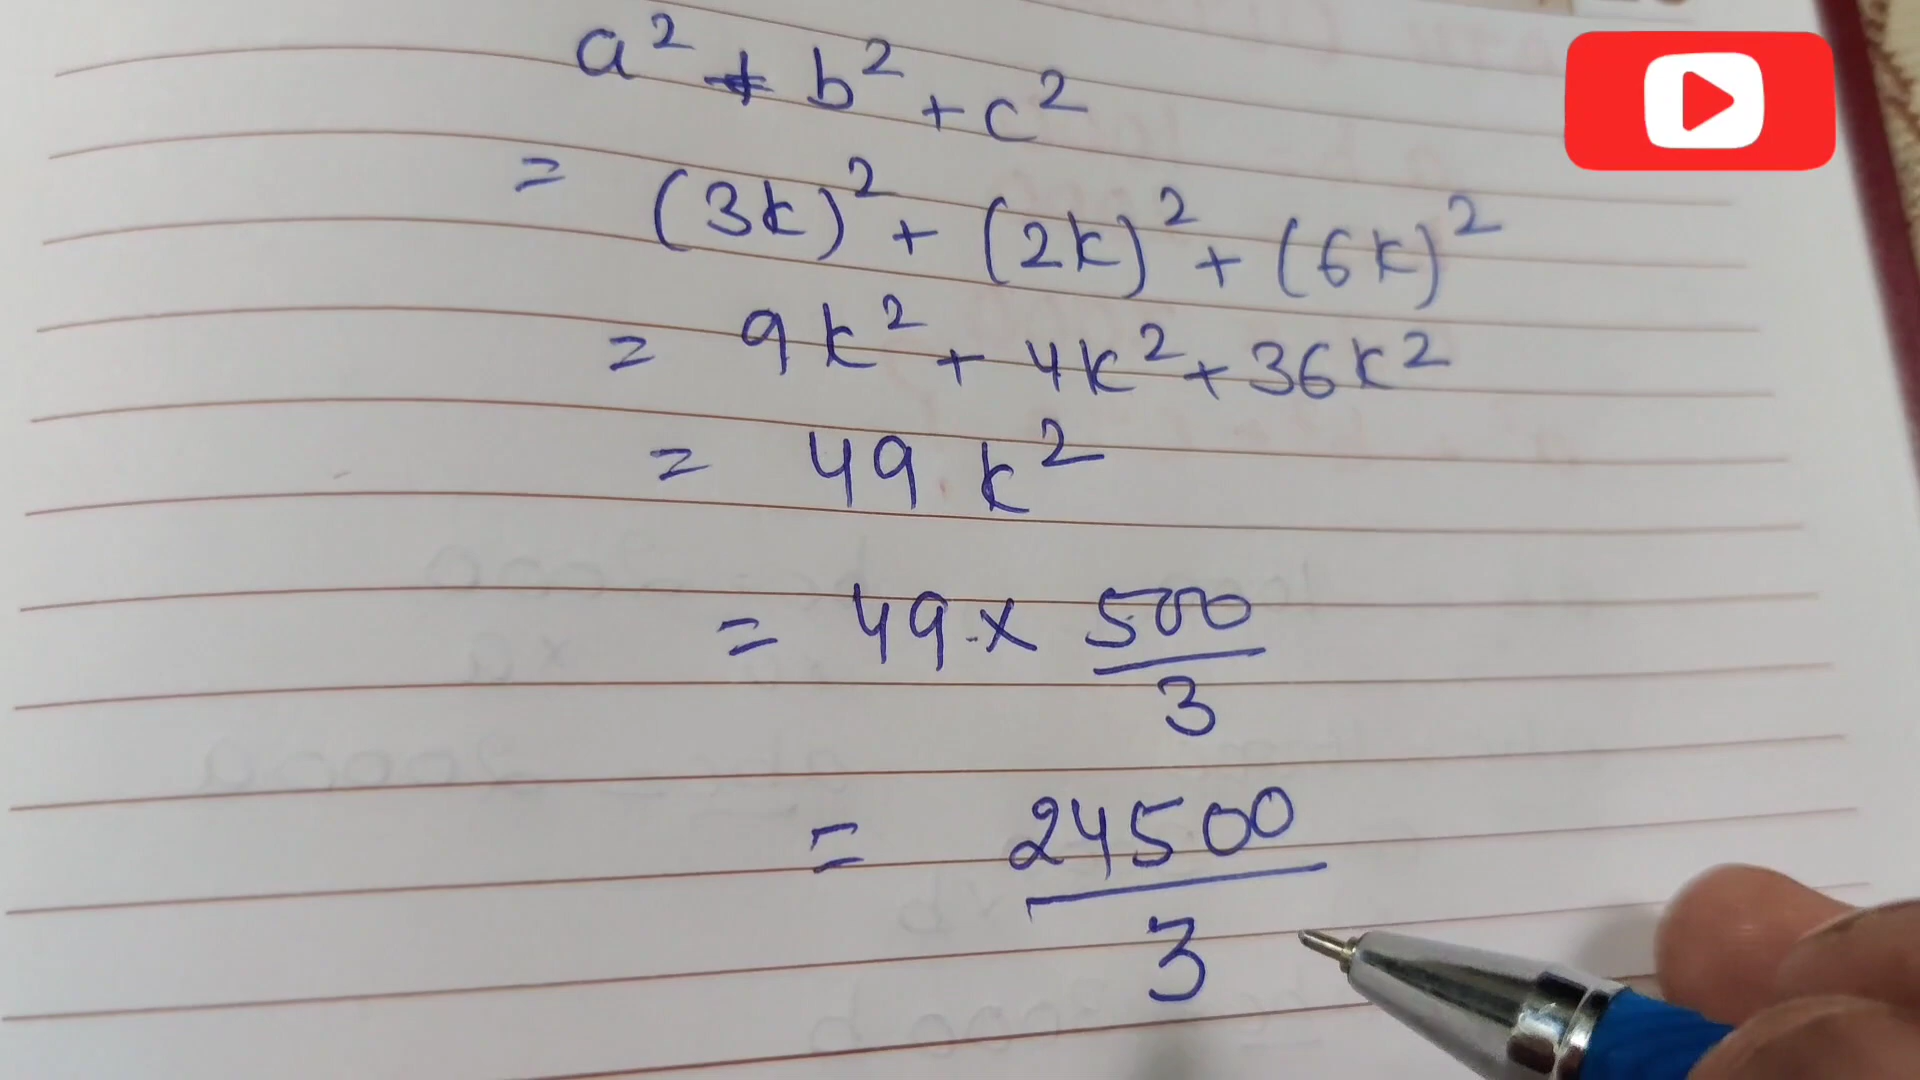 a² + b² + c²
= (3k)² + (2k)² + (6k)²
= 9k² + 4k² + 36k²
= 49 k²
= 49 × 500/3
= 24500/3